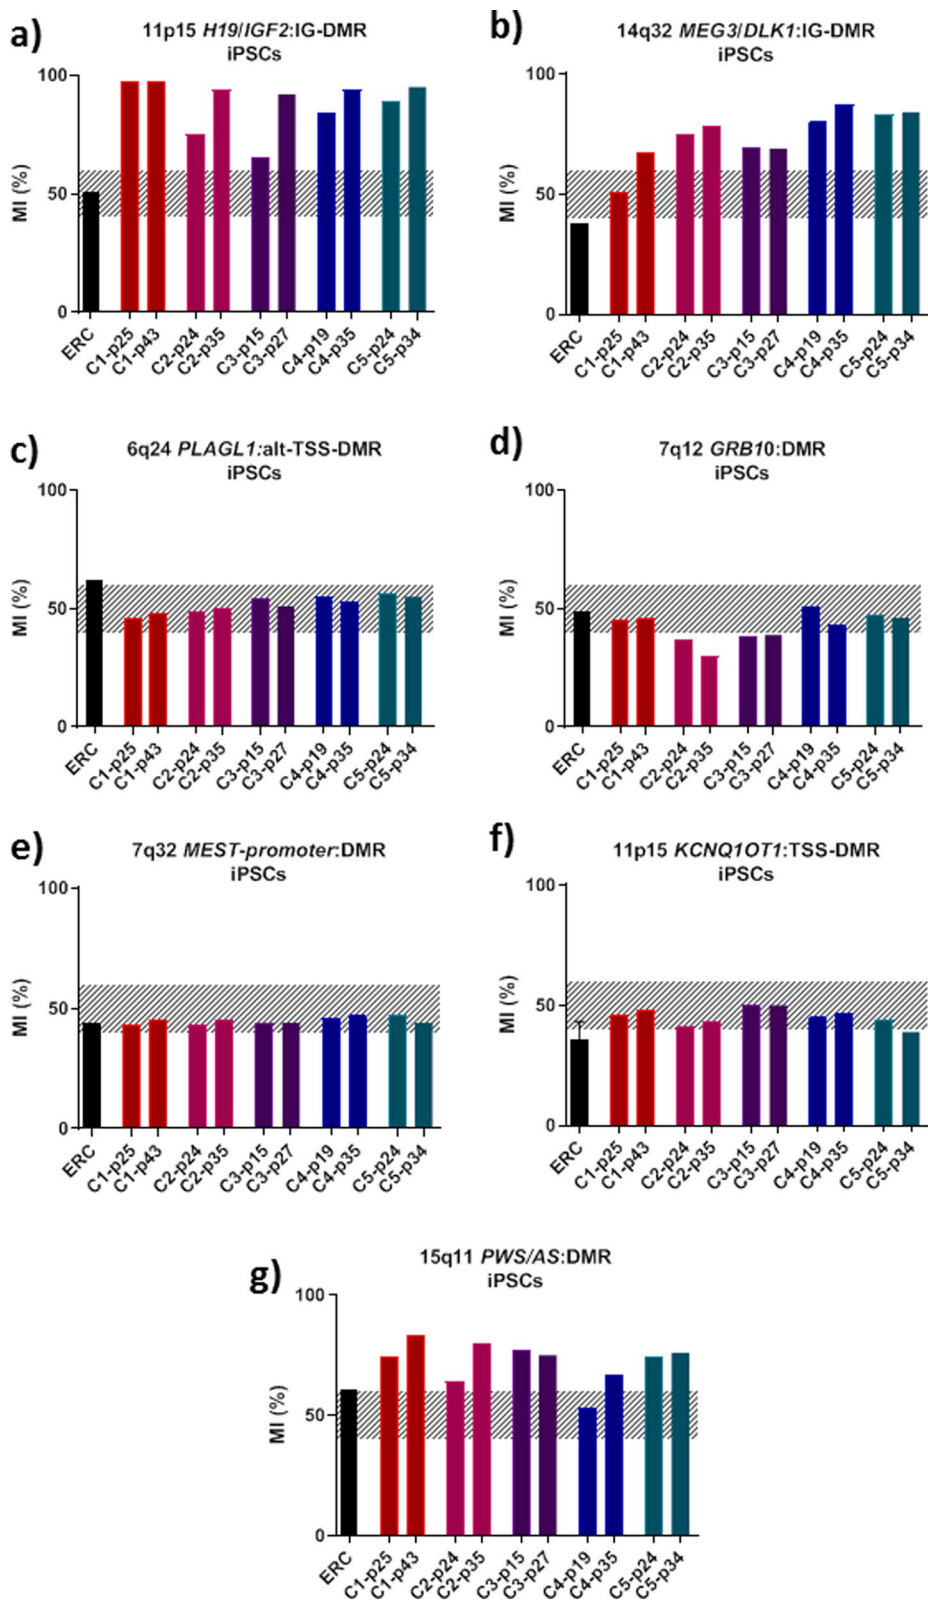 a)
11p15 H19/IGF2:IG-DMR
iPSCs
100
50
0
MI (%)
ERC
C1-p25
C1-p43
C2-p24
C2-p35
C3-p15
C3-p27
C4-p19
C4-p35
C5-p24
C5-p34
b)
14q32 MEG3/DLK1:IG-DMR
iPSCs
100
50
0
MI (%)
ERC
C1-p25
C1-p43
C2-p24
C2-p35
C3-p15
C3-p27
C4-p19
C4-p35
C5-p24
C5-p34
c)
6q24 PLAGL1:alt-TSS-DMR
iPSCs
100
50
0
MI (%)
ERC
C1-p25
C1-p43
C2-p24
C2-p35
C3-p15
C3-p27
C4-p19
C4-p35
C5-p24
C5-p34
d)
7q12 GRB10:DMR
iPSCs
100
50
0
MI (%)
ERC
C1-p25
C1-p43
C2-p24
C2-p35
C3-p15
C3-p27
C4-p19
C4-p35
C5-p24
C5-p34
e)
7q32 MEST-promoter:DMR
iPSCs
100
50
0
MI (%)
ERC
C1-p25
C1-p43
C2-p24
C2-p35
C3-p15
C3-p27
C4-p19
C4-p35
C5-p24
C5-p34
f)
11p15 KCNQ1OT1:TSS-DMR
iPSCs
100
50
0
MI (%)
ERC
C1-p25
C1-p43
C2-p24
C2-p35
C3-p15
C3-p27
C4-p19
C4-p35
C5-p24
C5-p34
g)
15q11 PWS/AS:DMR
iPSCs
100
50
0
MI (%)
ERC
C1-p25
C1-p43
C2-p24
C2-p35
C3-p15
C3-p27
C4-p19
C4-p35
C5-p24
C5-p34